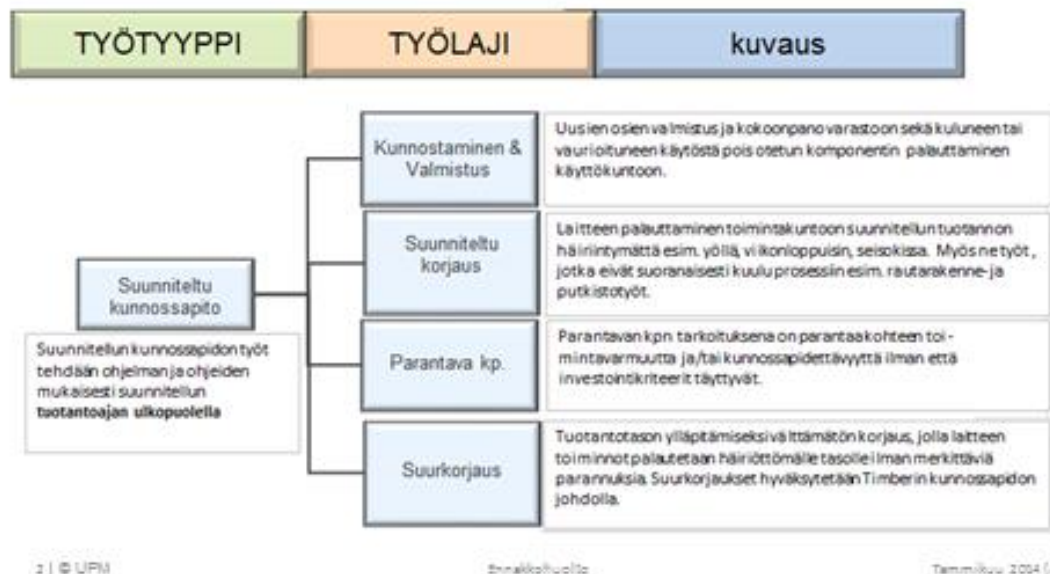 TYÖTYYPPI
TYÖLAJI
kuvaus
Kunnostaminen &
Valmistus
Uusien osien valmistus ja kokoonpano varastoon sekä kuluneen tai
vaurioituneen käytöstä pois otetun komponentin palauttaminen
käyttökuntoon.
Suunniteltu
korjaus
Laitteen palauttaminen toimintakuntoon suunnitellun tuotannon
häiriintymättä esim. yöllä, viikonloppuisin, seisokissa. Myös ne työt,
jotka eivät suoranaisesti kuulu prosessiin esim. rautarakenne- ja
putkistotyöt.
Suunniteltu
kunnossapito
Suunnitellun kunnossapidon työt
tehdään ohjelman ja ohjeiden
mukaisesti suunnitellun
tuotantoajan ulkopuolella
Parantava kp.
Parantavan kpn tarkoituksena on parantaa kohteen toi-
mintavarmuutta ja/tai kunnossapidettävyyttä ilman että
investointikriteerit täyttyvät.
Suurkorjaus
Tuotantotason ylläpitämiseksi välttämätön korjaus, jolla laitteen
toiminnot palautetaan häiriöttömälle tasolle ilman merkittäviä
parannuksia. Suurkorjaukset hyväksytetään Timberin kunnossapidon
johdolla.
2 | © UPM
Ennakkohuolto
Tammikuu 2014